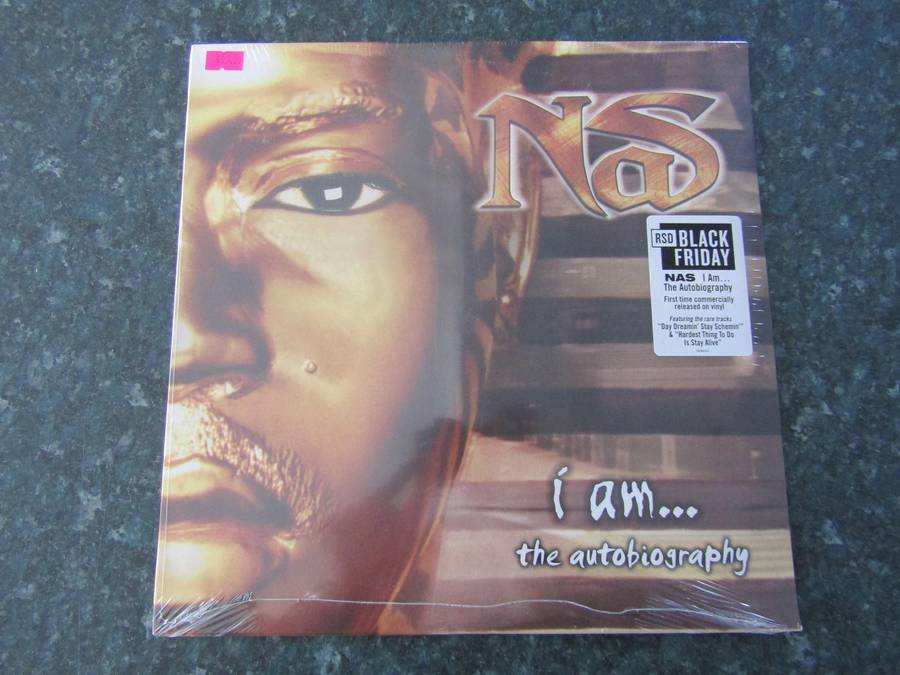 NaS
RSD BLACK
FRIDAY
NAS I Am...
The Autobiography
First time commercially
released on vinyl
Featuring the rare tracks
"Day Dreamin' Stay Schemin'"
& "Hardest Thing To Do
Is Stay Alive"
i am...
the autobiography